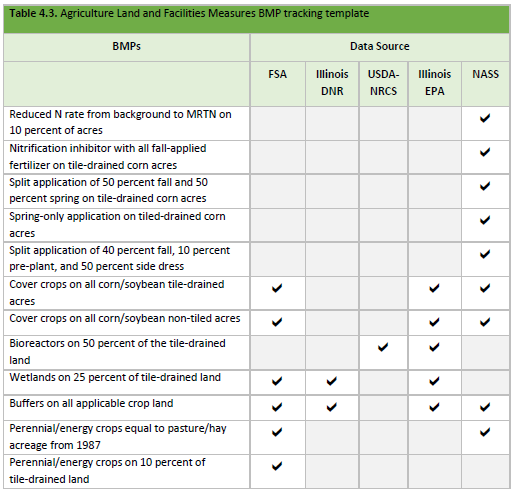 Table 4.3. Agriculture Land and Facilities Measures BMP tracking template
BMPs
Data Source
FSA
Illinois
DNR
USDA-
NRCS
Illinois
EPA
NASS
Reduced N rate from background to MRTN on
10 percent of acres
✔
Nitrification inhibitor with all fall-applied
fertilizer on tile-drained corn acres
✔
Split application of 50 percent fall and 50
percent spring on tile-drained corn acres
✔
Spring-only application on tiled-drained corn
acres
✔
Split application of 40 percent fall, 10 percent
pre-plant, and 50 percent side dress
✔
Cover crops on all corn/soybean tile-drained
acres
✔ ✔ ✔
Cover crops on all corn/soybean non-tiled acres
✔ ✔ ✔
Bioreactors on 50 percent of the tile-drained
land
✔ ✔
Wetlands on 25 percent of tile-drained land
✔ ✔ ✔
Buffers on all applicable crop land
✔ ✔ ✔ ✔
Perennial/energy crops equal to pasture/hay
acreage from 1987
✔ ✔
Perennial/energy crops on 10 percent of
tile-drained land
✔